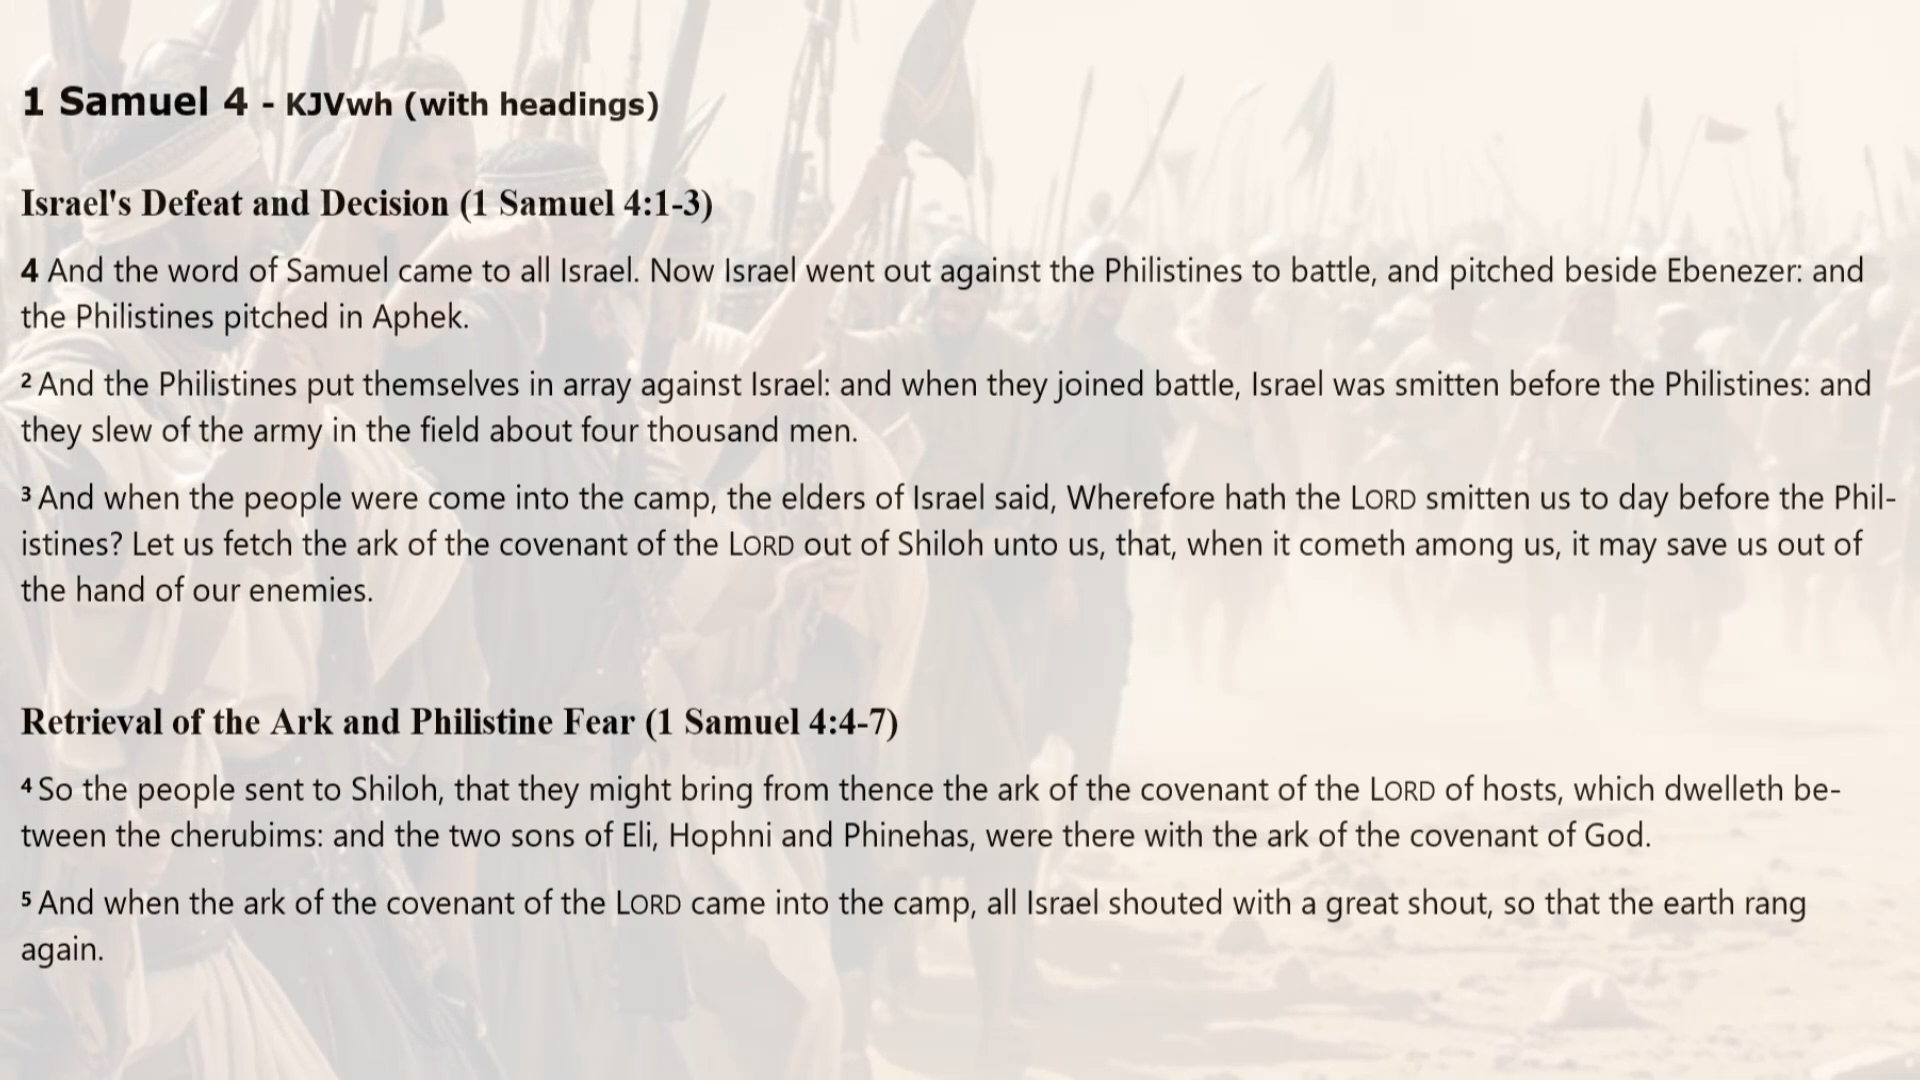 1 Samuel 4 - KJVwh (with headings)
Israel's Defeat and Decision (1 Samuel 4:1-3)
4 And the word of Samuel came to all Israel. Now Israel went out against the Philistines to battle, and pitched beside Ebenezer: and
the Philistines pitched in Aphek.
2 And the Philistines put themselves in array against Israel: and when they joined battle, Israel was smitten before the Philistines: and
they slew of the army in the field about four thousand men.
3 And when the people were come into the camp, the elders of Israel said, Wherefore hath the LORD smitten us to day before the Phil-
istines? Let us fetch the ark of the covenant of the LORD out of Shiloh unto us, that, when it cometh among us, it may save us out of
the hand of our enemies.
Retrieval of the Ark and Philistine Fear (1 Samuel 4:4-7)
4 So the people sent to Shiloh, that they might bring from thence the ark of the covenant of the LORD of hosts, which dwelleth be-
tween the cherubims: and the two sons of Eli, Hophni and Phinehas, were there with the ark of the covenant of God.
5 And when the ark of the covenant of the LORD came into the camp, all Israel shouted with a great shout, so that the earth rang
again.